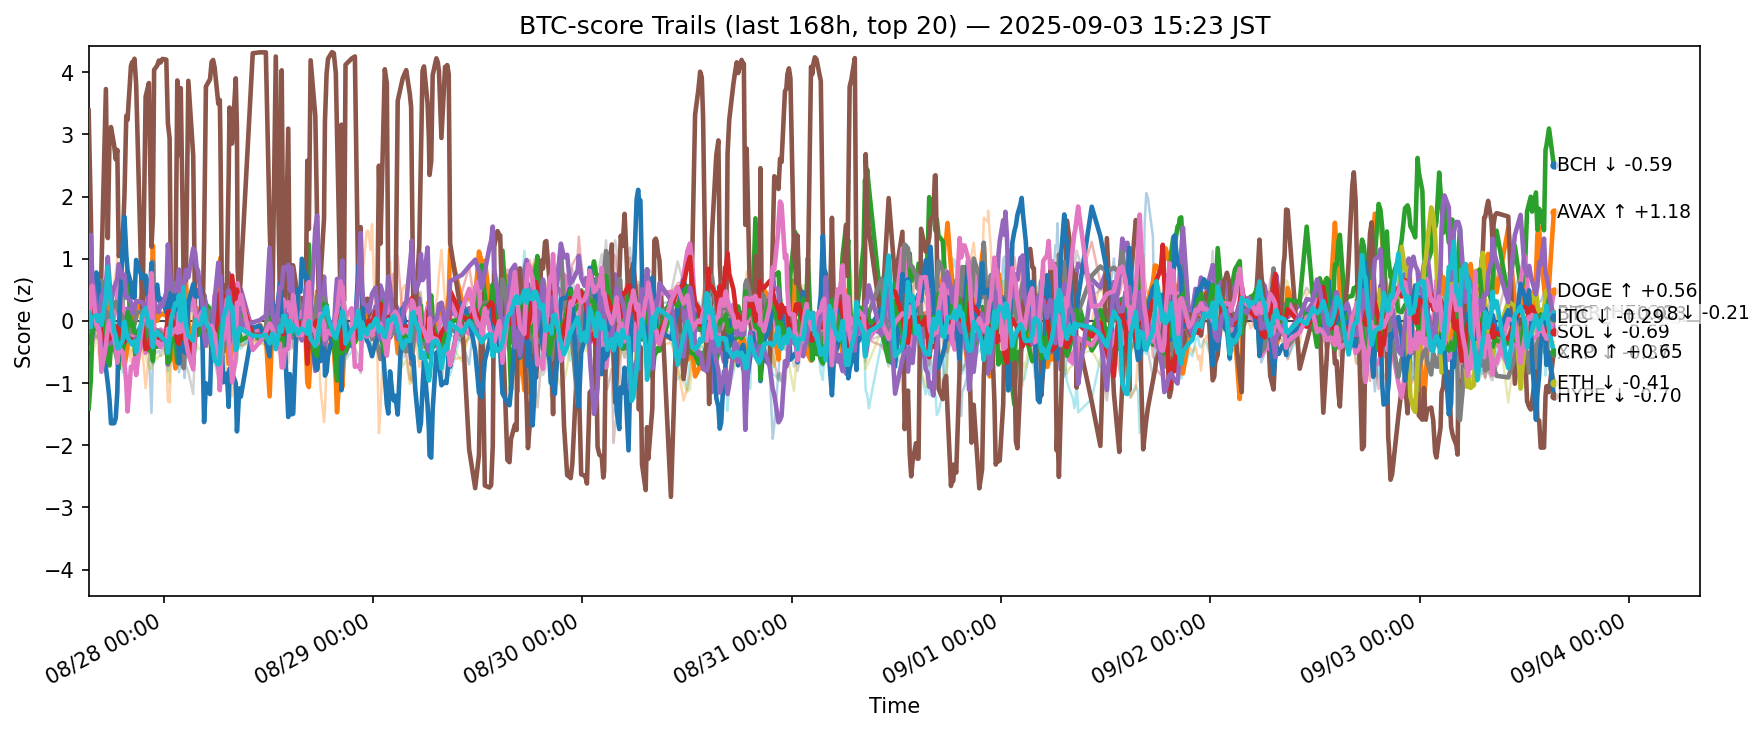 BTC-score Trails (last 168h, top 20) — 2025-09-03 15:23 JST
Score (z)
4
3
2
1
0
−1
−2
−3
−4
BCH ↓ -0.59
AVAX ↑ +1.18
DOGE ↑ +0.56
LTC ↓ -0.29
-0.21
SOL ↓ -0.69
CRO ↑ +0.65
ETH ↓ -0.41
HYPE ↓ -0.70
08/28 00:00
08/29 00:00
08/30 00:00
08/31 00:00
09/01 00:00
09/02 00:00
09/03 00:00
09/04 00:00
Time